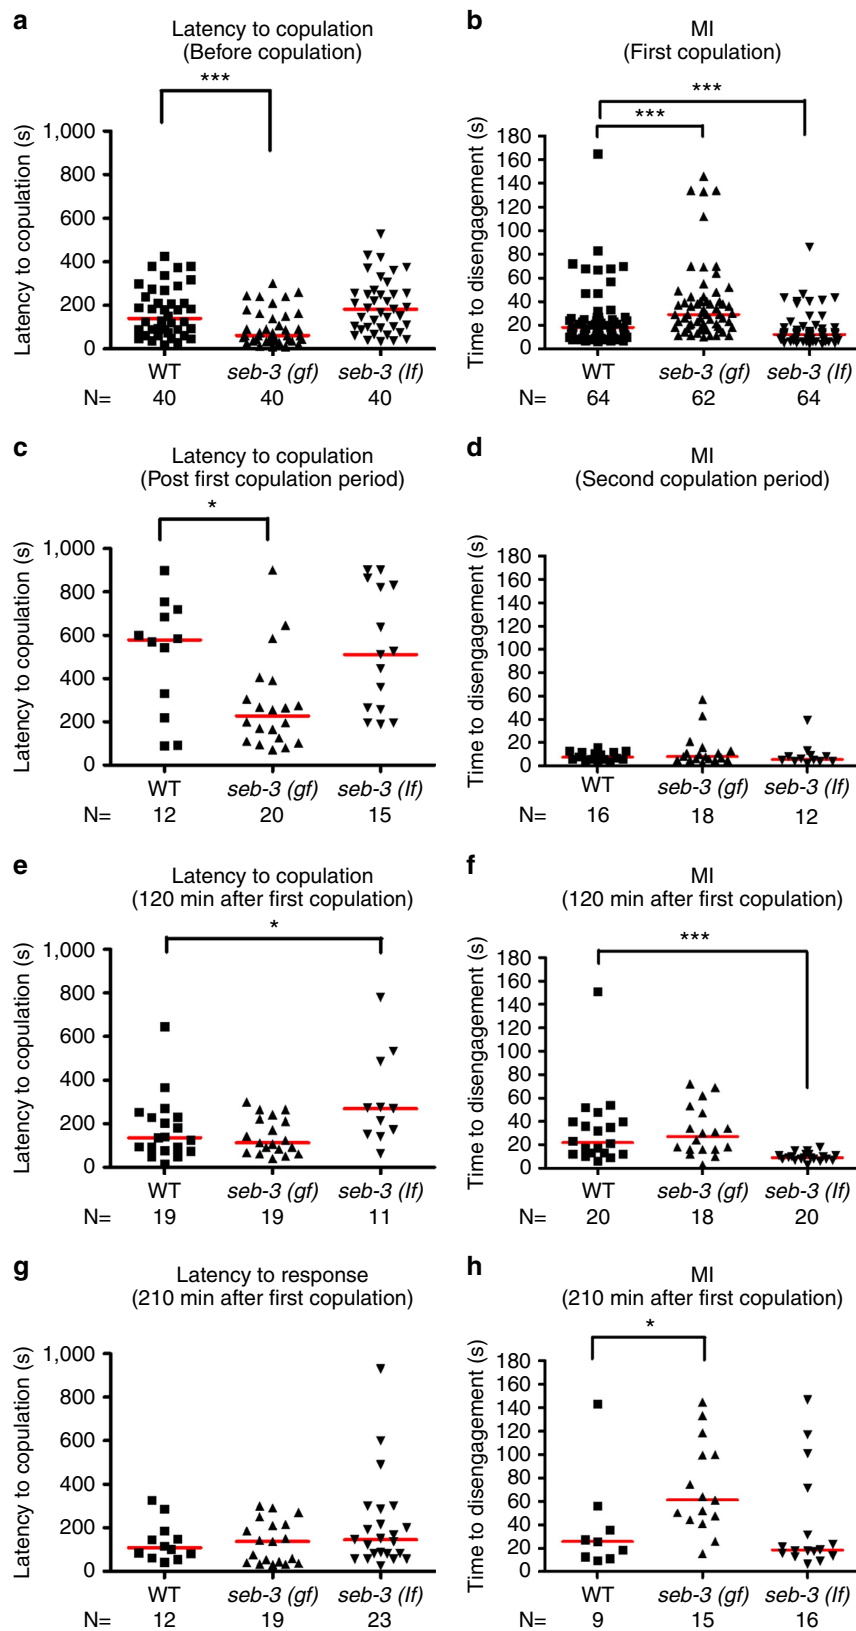 a
Latency to copulation
(Before copulation)
***
Latency to copulation (s)
1,000
800
600
400
200
0
WT seb-3 (gf) seb-3 (lf)
N= 40 40 40
b
MI
(First copulation)
***
***
Time to disengagement (s)
180
160
140
120
100
80
60
40
20
0
WT seb-3 (gf) seb-3 (lf)
N= 64 62 64
c
Latency to copulation
(Post first copulation period)
*
Latency to copulation (s)
1,000
800
600
400
200
0
WT seb-3 (gf) seb-3 (lf)
N= 12 20 15
d
MI
(Second copulation period)
Time to disengagement (s)
180
160
140
120
100
80
60
40
20
0
WT seb-3 (gf) seb-3 (lf)
N= 16 18 12
e
Latency to copulation
(120 min after first copulation)
*
Latency to copulation (s)
1,000
800
600
400
200
0
WT seb-3 (gf) seb-3 (lf)
N= 19 19 11
f
MI
(120 min after first copulation)
***
Time to disengagement (s)
180
160
140
120
100
80
60
40
20
0
WT seb-3 (gf) seb-3 (lf)
N= 20 18 20
g
Latency to response
(210 min after first copulation)
Latency to copulation (s)
1,000
800
600
400
200
0
WT seb-3 (gf) seb-3 (lf)
N= 12 19 23
h
MI
(210 min after first copulation)
*
Time to disengagement (s)
180
160
140
120
100
80
60
40
20
0
WT seb-3 (gf) seb-3 (lf)
N= 9 15 16